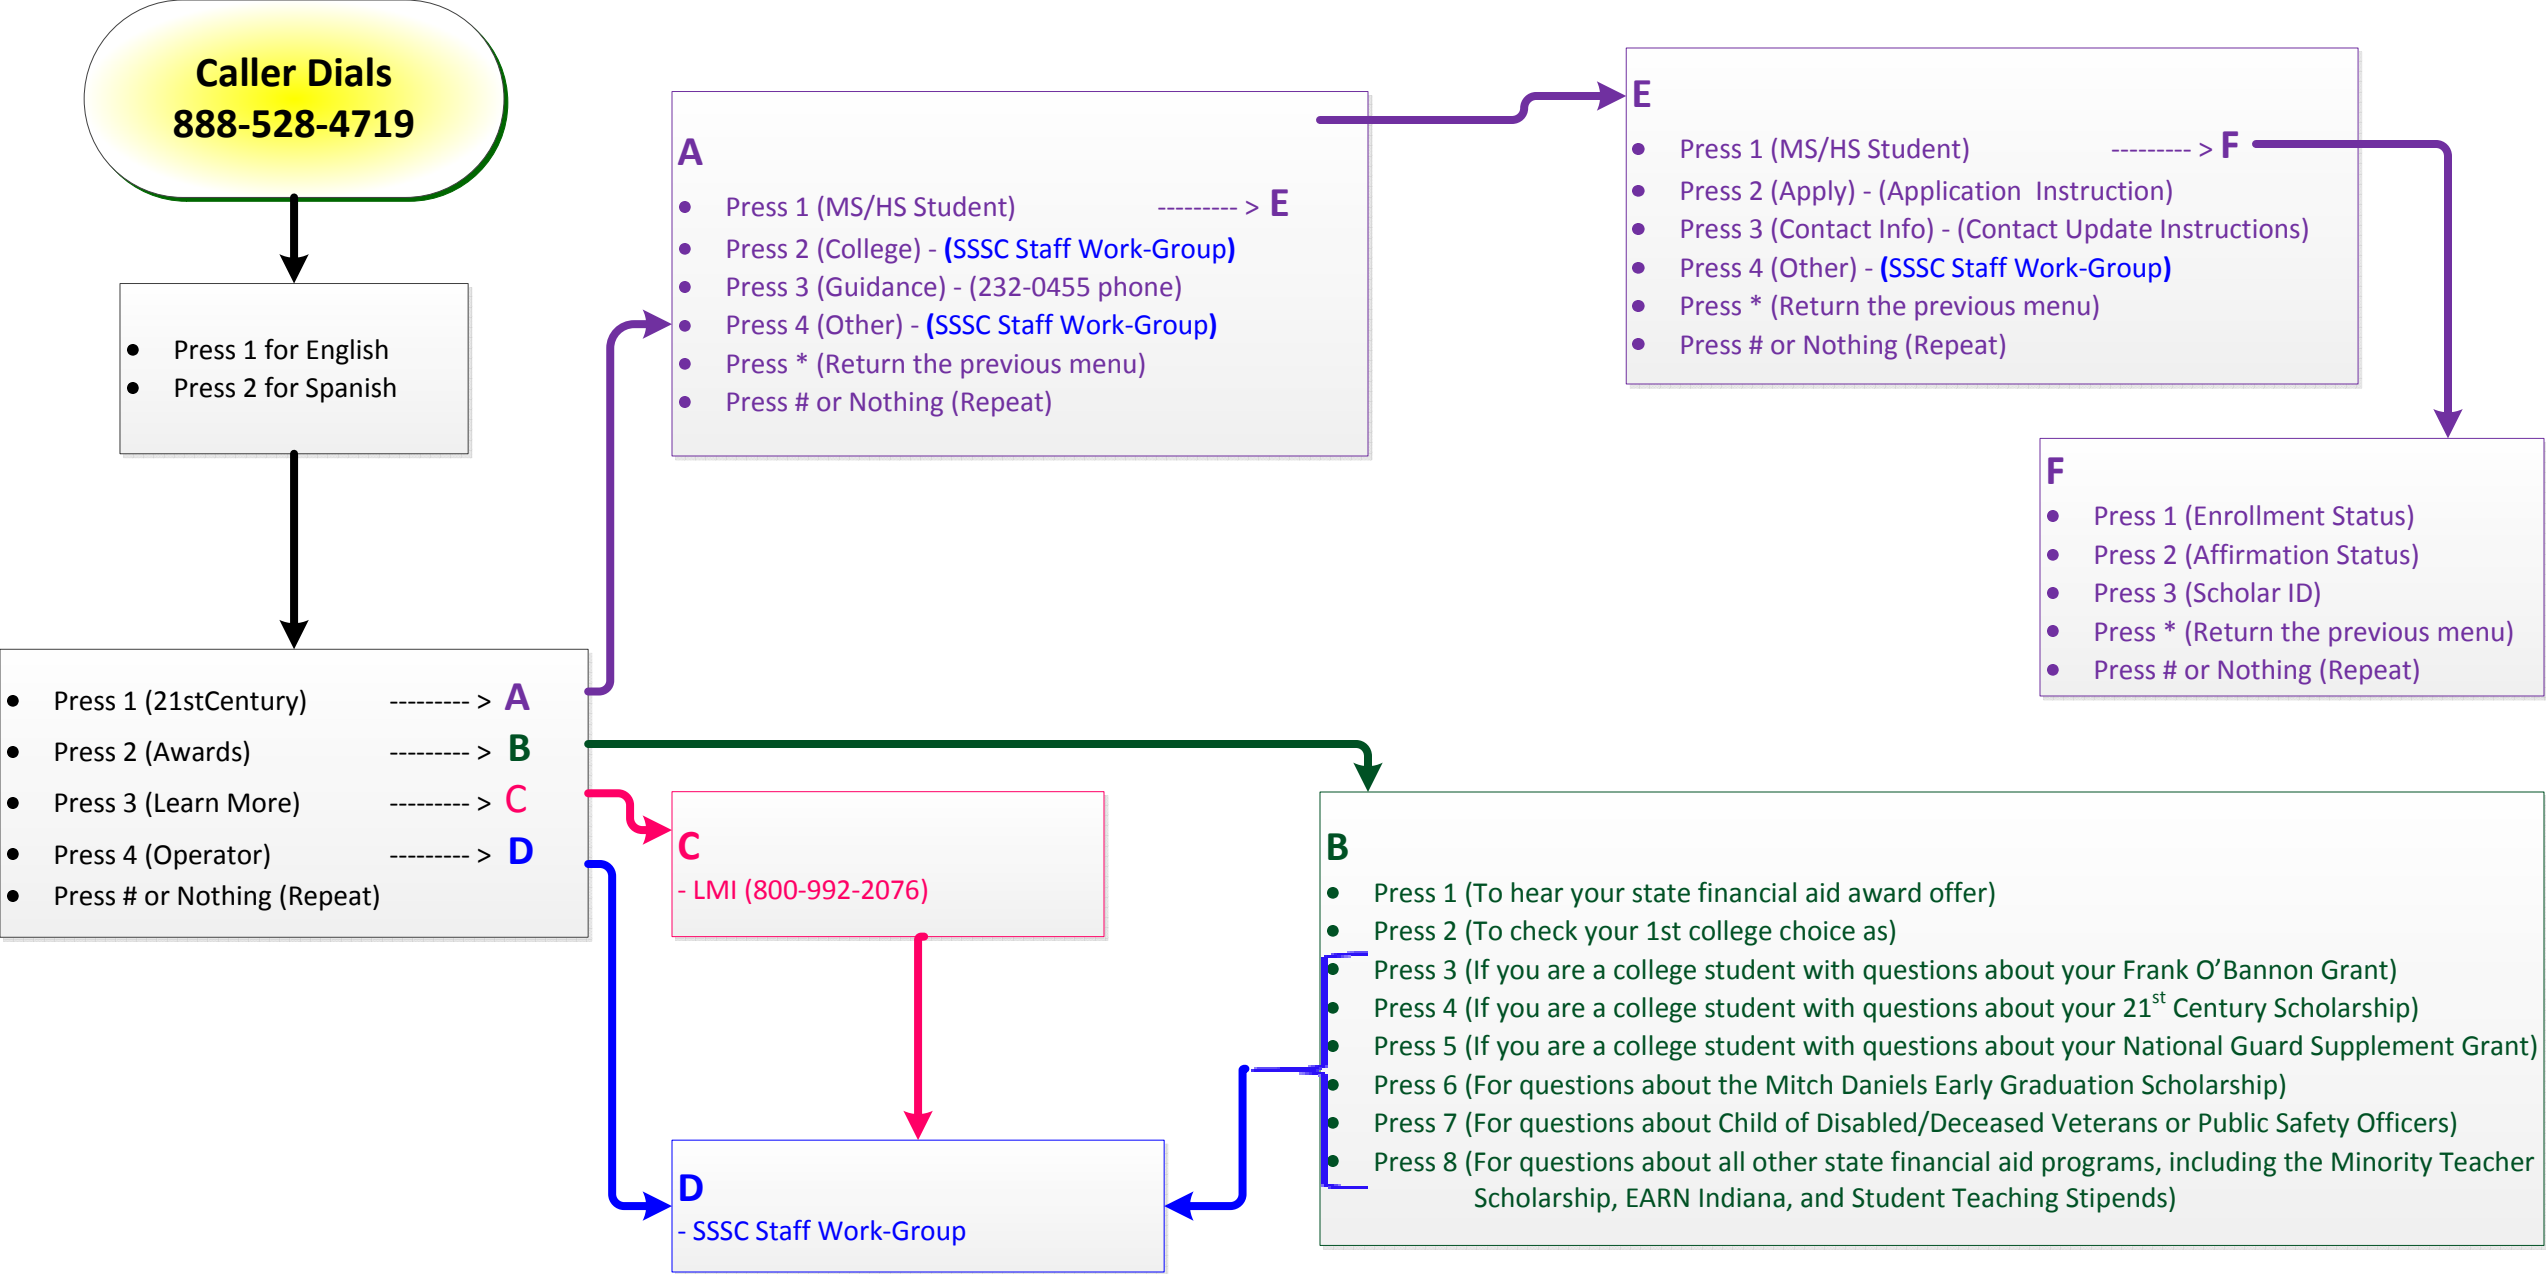 Caller Dials
888-528-4719
• Press 1 for English
• Press 2 for Spanish
• Press 1 (21stCentury) --------- > A
• Press 2 (Awards) --------- > B
• Press 3 (Learn More) --------- > C
• Press 4 (Operator) --------- > D
• Press # or Nothing (Repeat)
A
• Press 1 (MS/HS Student) --------- > E
• Press 2 (College) - (SSSC Staff Work-Group)
• Press 3 (Guidance) - (232-0455 phone)
• Press 4 (Other) - (SSSC Staff Work-Group)
• Press * (Return the previous menu)
• Press # or Nothing (Repeat)
E
• Press 1 (MS/HS Student) --------- > F
• Press 2 (Apply) - (Application Instruction)
• Press 3 (Contact Info) - (Contact Update Instructions)
• Press 4 (Other) - (SSSC Staff Work-Group)
• Press * (Return the previous menu)
• Press # or Nothing (Repeat)
F
• Press 1 (Enrollment Status)
• Press 2 (Affirmation Status)
• Press 3 (Scholar ID)
• Press * (Return the previous menu)
• Press # or Nothing (Repeat)
C
- LMI (800-992-2076)
B
• Press 1 (To hear your state financial aid award offer)
• Press 2 (To check your 1st college choice as)
• Press 3 (If you are a college student with questions about your Frank O’Bannon Grant)
• Press 4 (If you are a college student with questions about your 21st Century Scholarship)
• Press 5 (If you are a college student with questions about your National Guard Supplement Grant)
• Press 6 (For questions about the Mitch Daniels Early Graduation Scholarship)
• Press 7 (For questions about Child of Disabled/Deceased Veterans or Public Safety Officers)
• Press 8 (For questions about all other state financial aid programs, including the Minority Teacher
Scholarship, EARN Indiana, and Student Teaching Stipends)
D
- SSSC Staff Work-Group